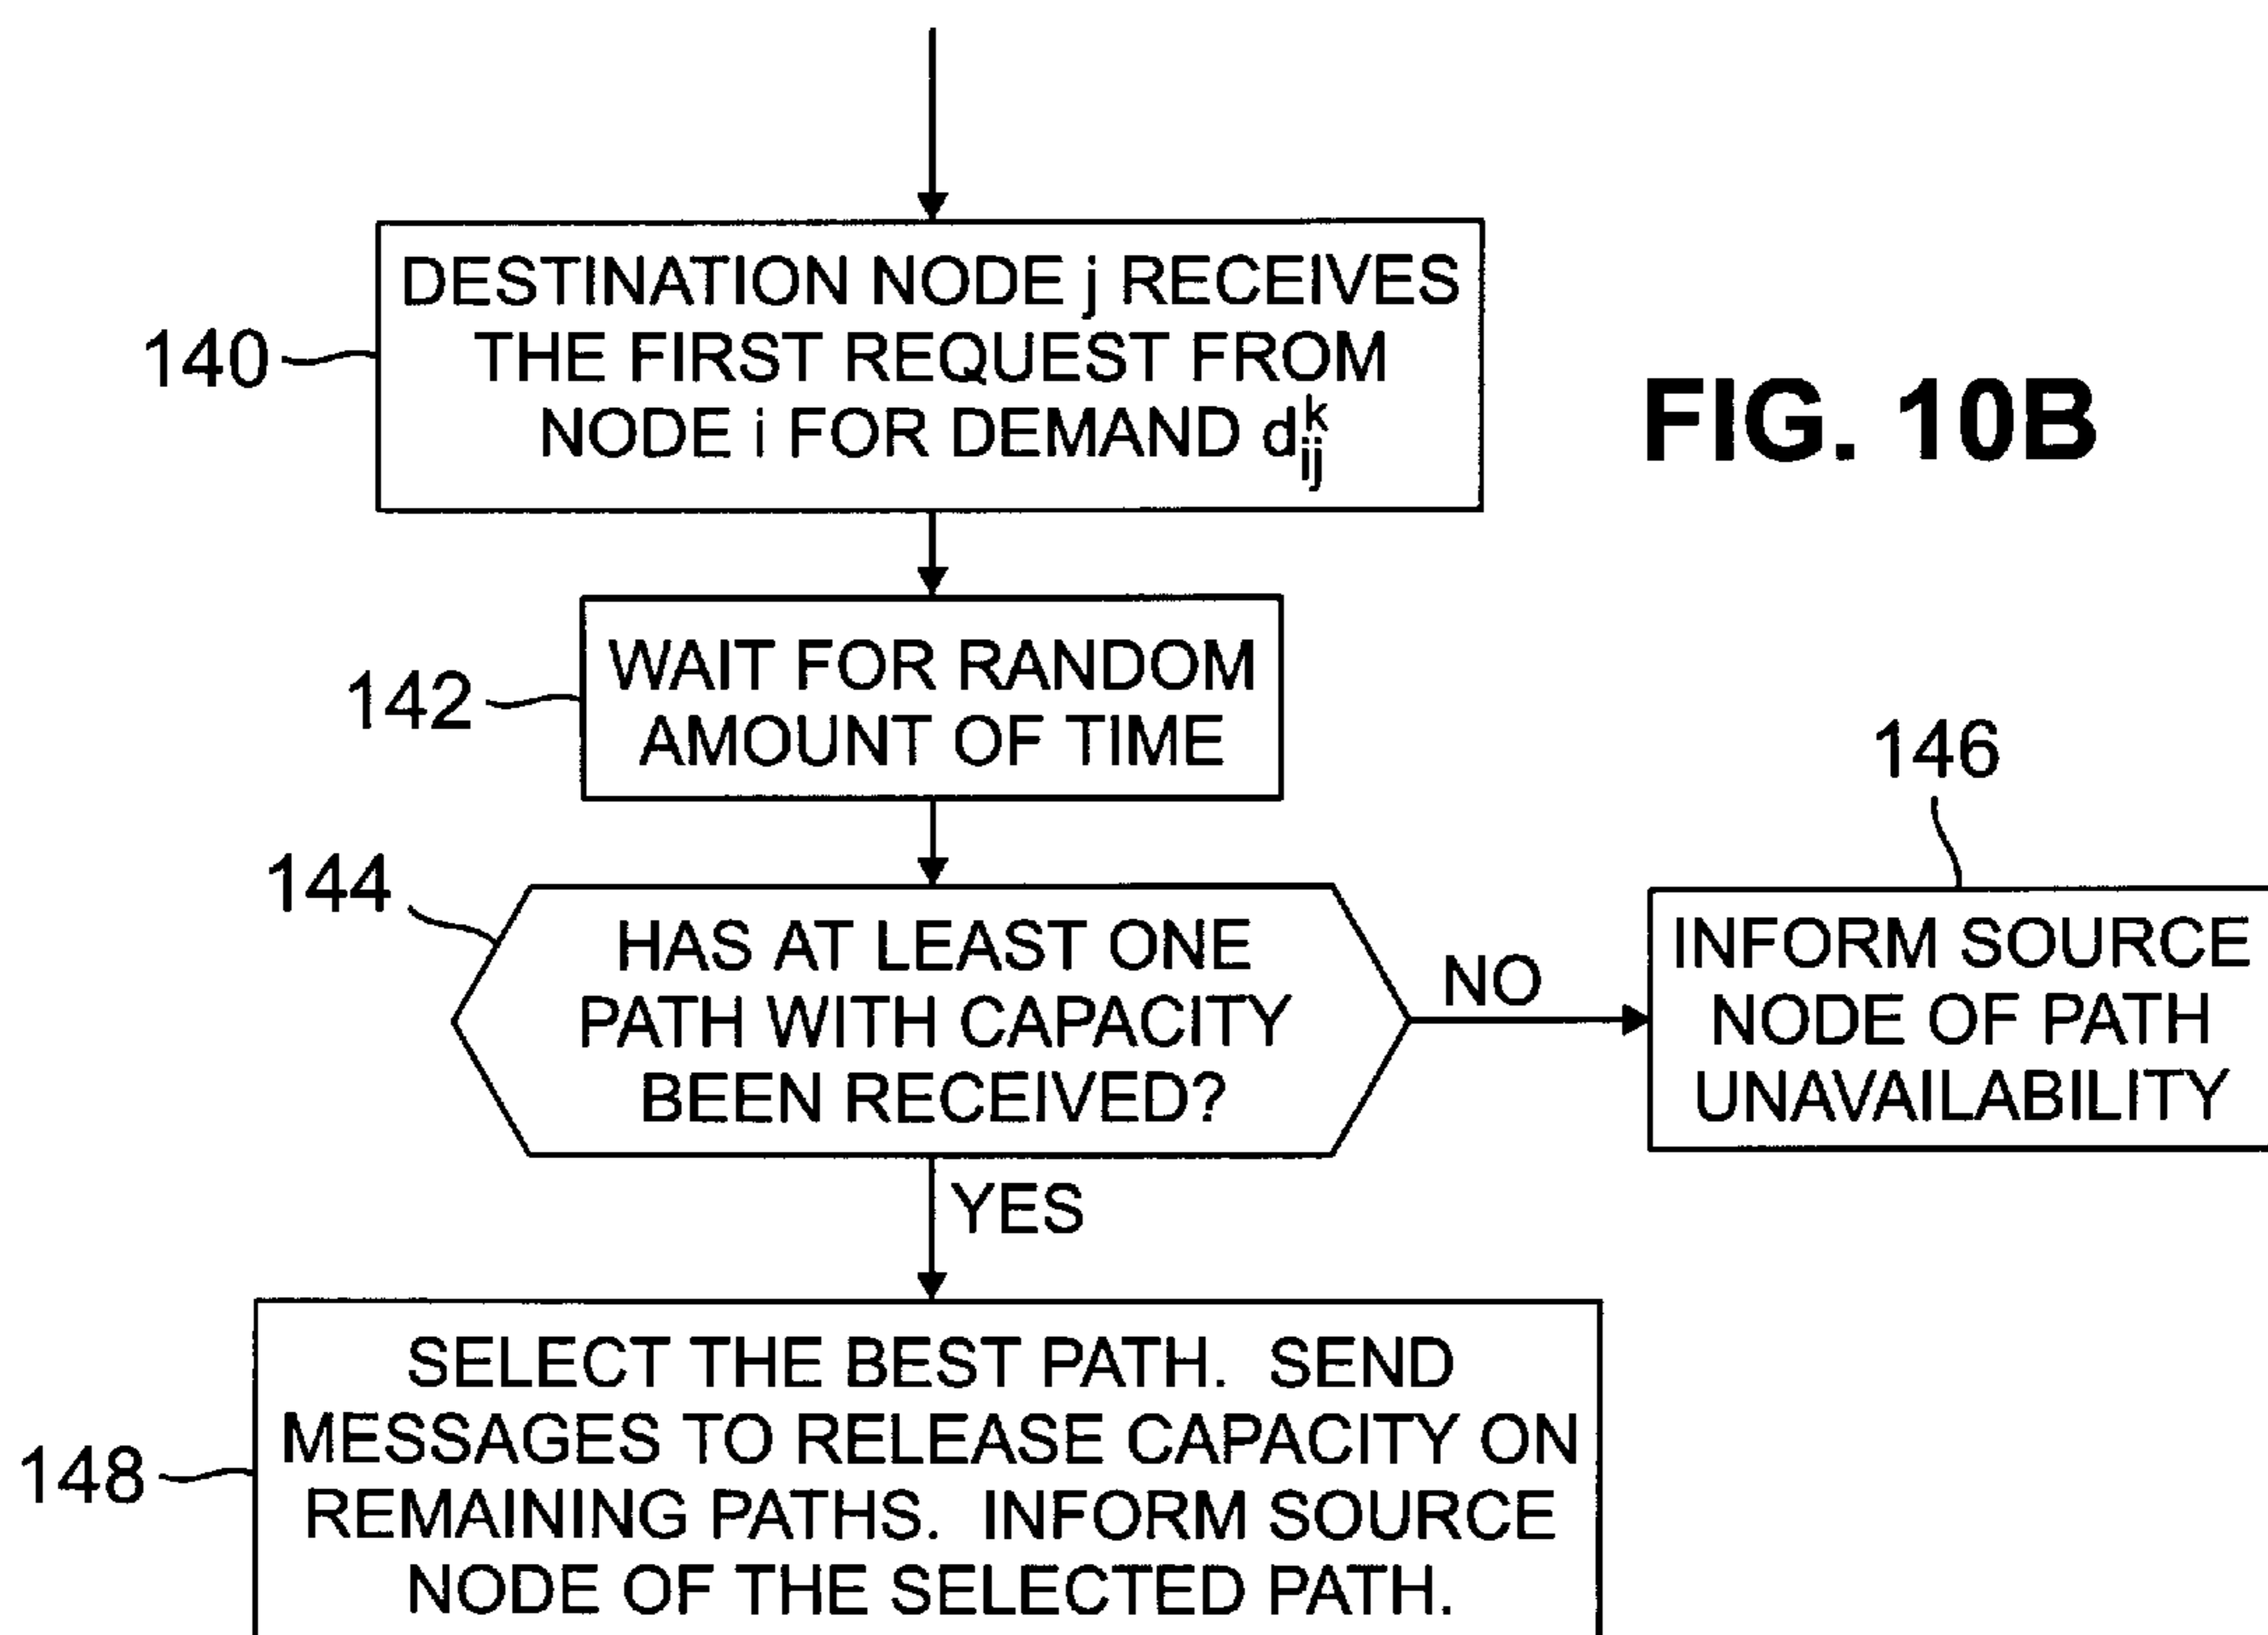 140
DESTINATION NODE j RECEIVES
THE FIRST REQUEST FROM
NODE i FOR DEMAND d^k_ij
FIG. 10B
142
WAIT FOR RANDOM
AMOUNT OF TIME
144
HAS AT LEAST ONE
PATH WITH CAPACITY
BEEN RECEIVED?
NO
146
INFORM SOURCE
NODE OF PATH
UNAVAILABILITY
YES
148
SELECT THE BEST PATH. SEND
MESSAGES TO RELEASE CAPACITY ON
REMAINING PATHS. INFORM SOURCE
NODE OF THE SELECTED PATH.